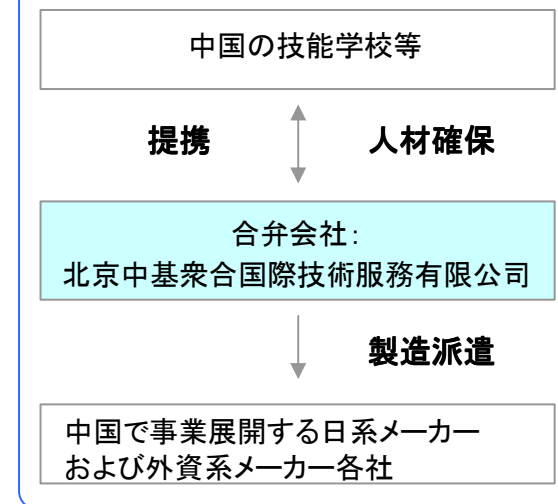 中国の技能学校等
提携
人材確保
合弁会社：
北京中基衆合国際技術服務有限公司
製造派遣
中国で事業展開する日系メーカー
および外資系メーカー各社